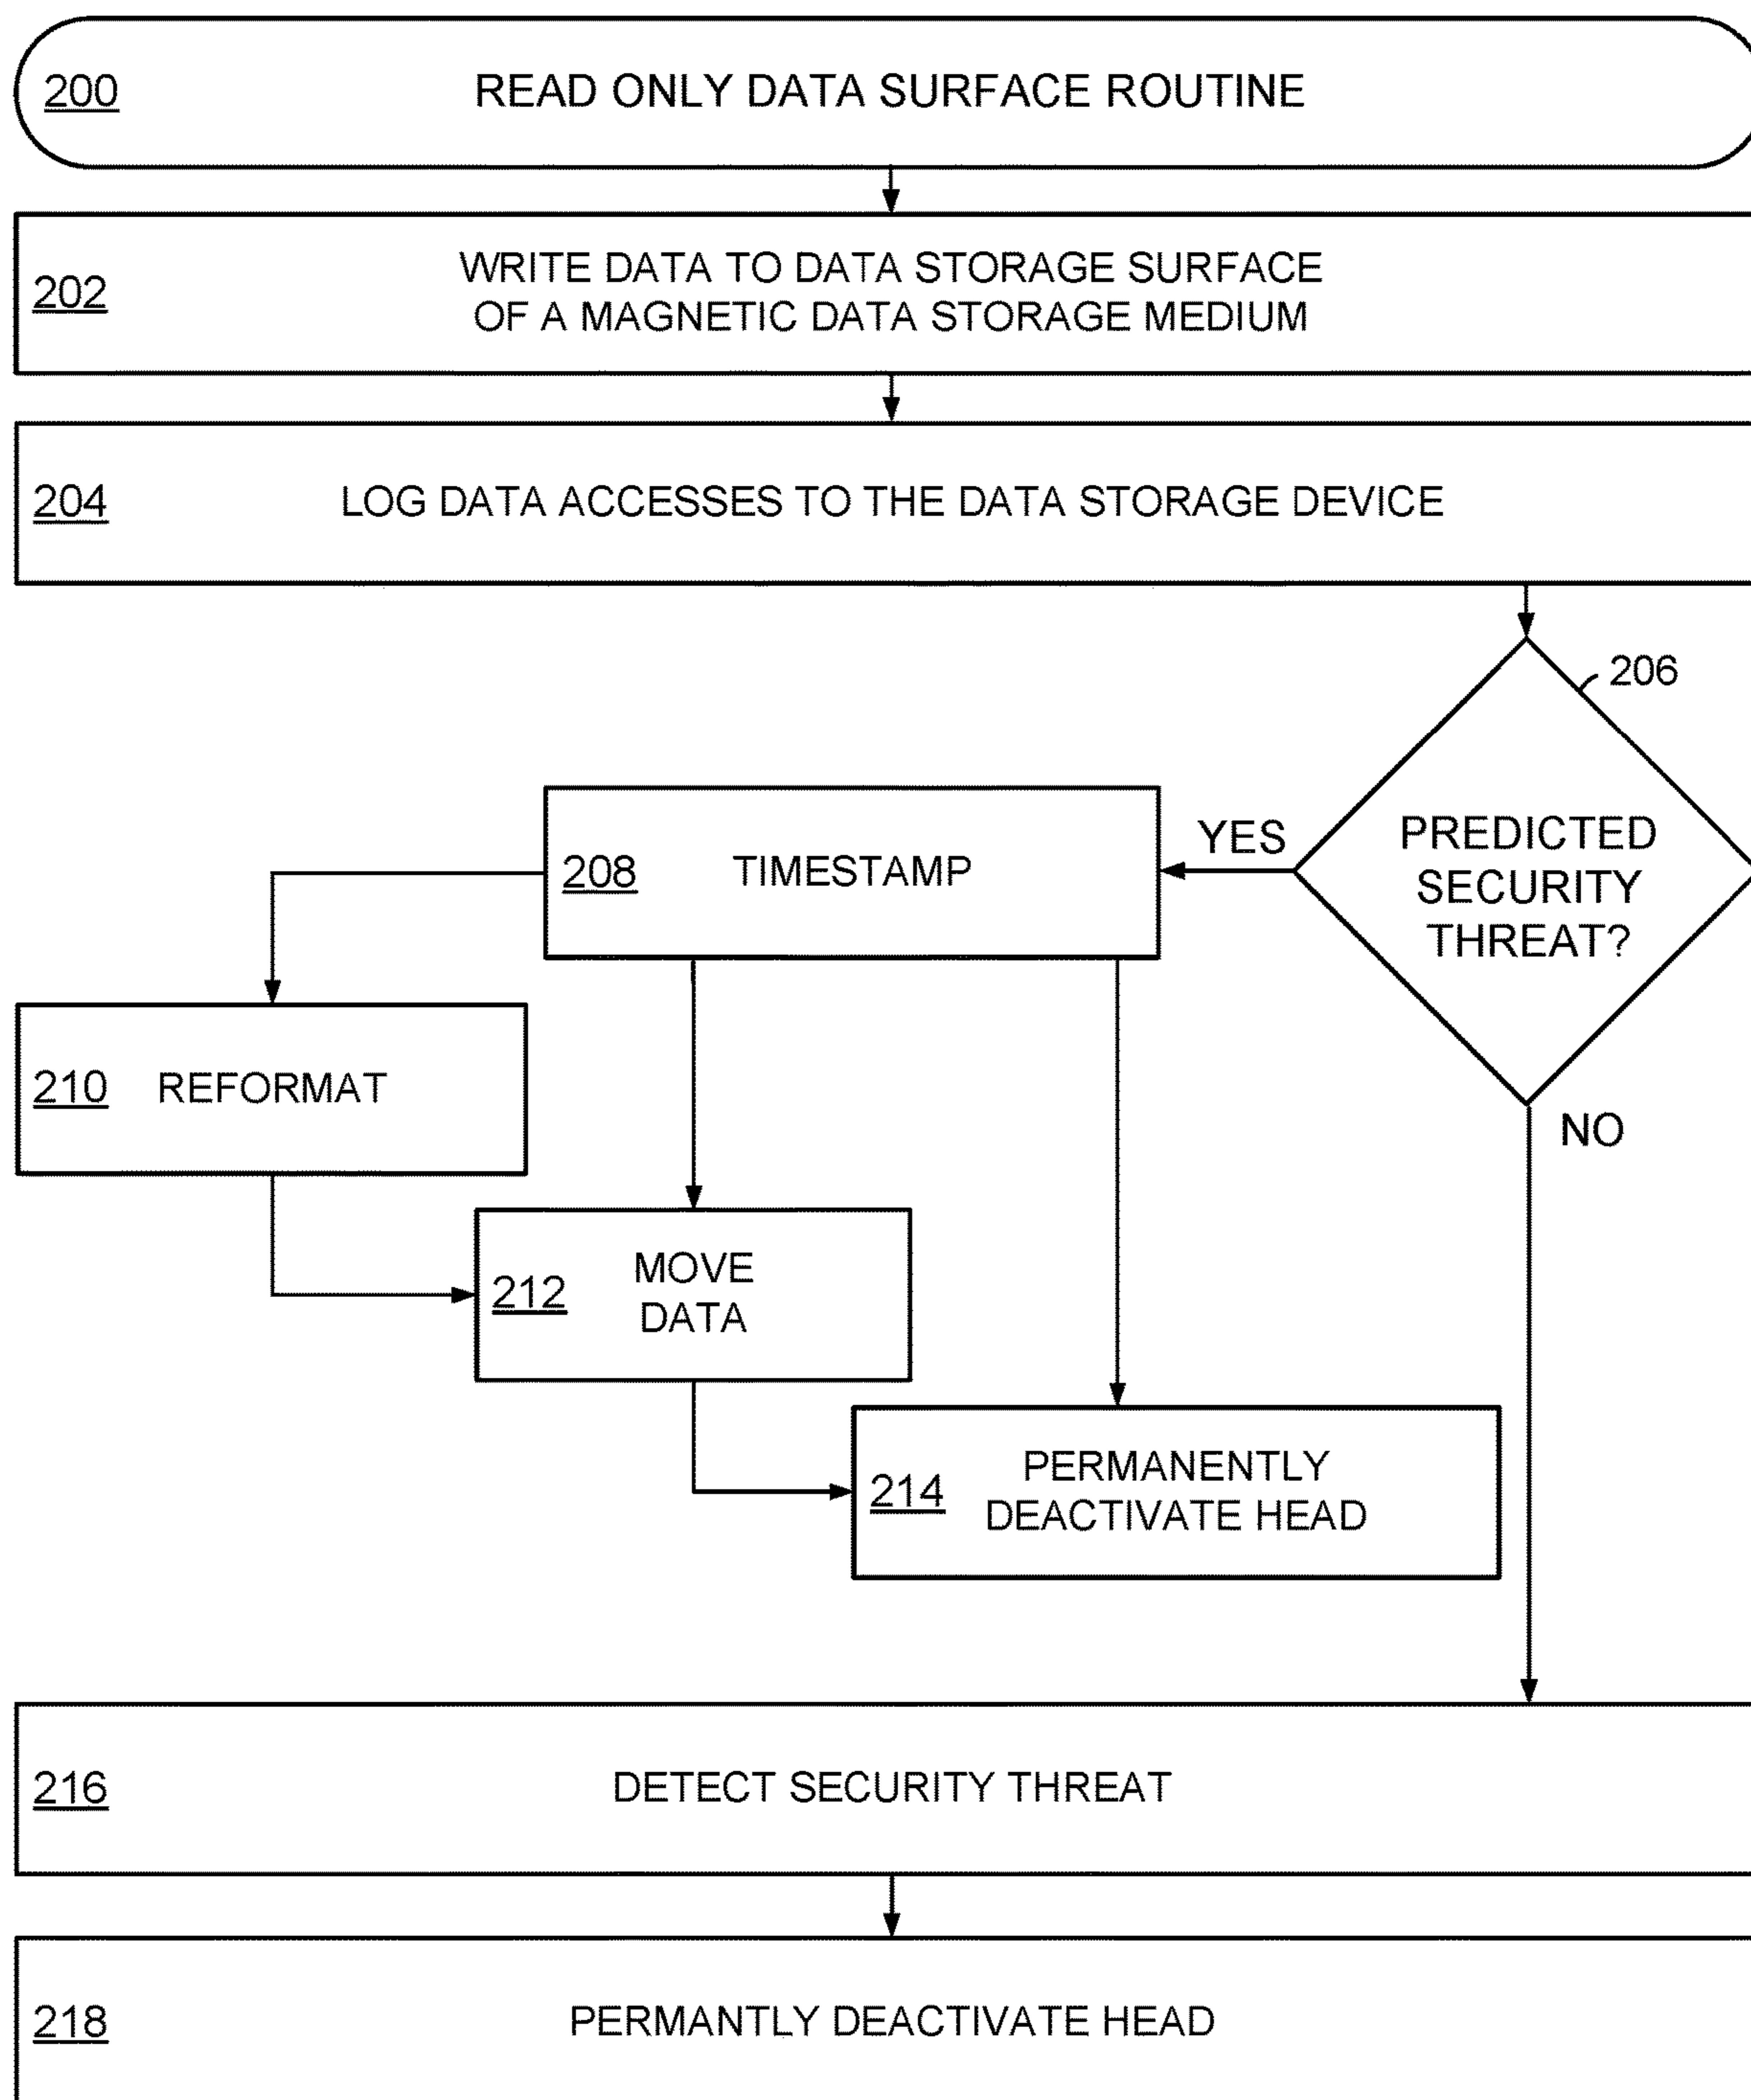 200 READ ONLY DATA SURFACE ROUTINE
202 WRITE DATA TO DATA STORAGE SURFACE
OF A MAGNETIC DATA STORAGE MEDIUM
204 LOG DATA ACCESSES TO THE DATA STORAGE DEVICE
206
PREDICTED
SECURITY
THREAT?
YES
208 TIMESTAMP
NO
210 REFORMAT
212 MOVE
DATA
214 PERMANENTLY
DEACTIVATE HEAD
216 DETECT SECURITY THREAT
218 PERMANTLY DEACTIVATE HEAD